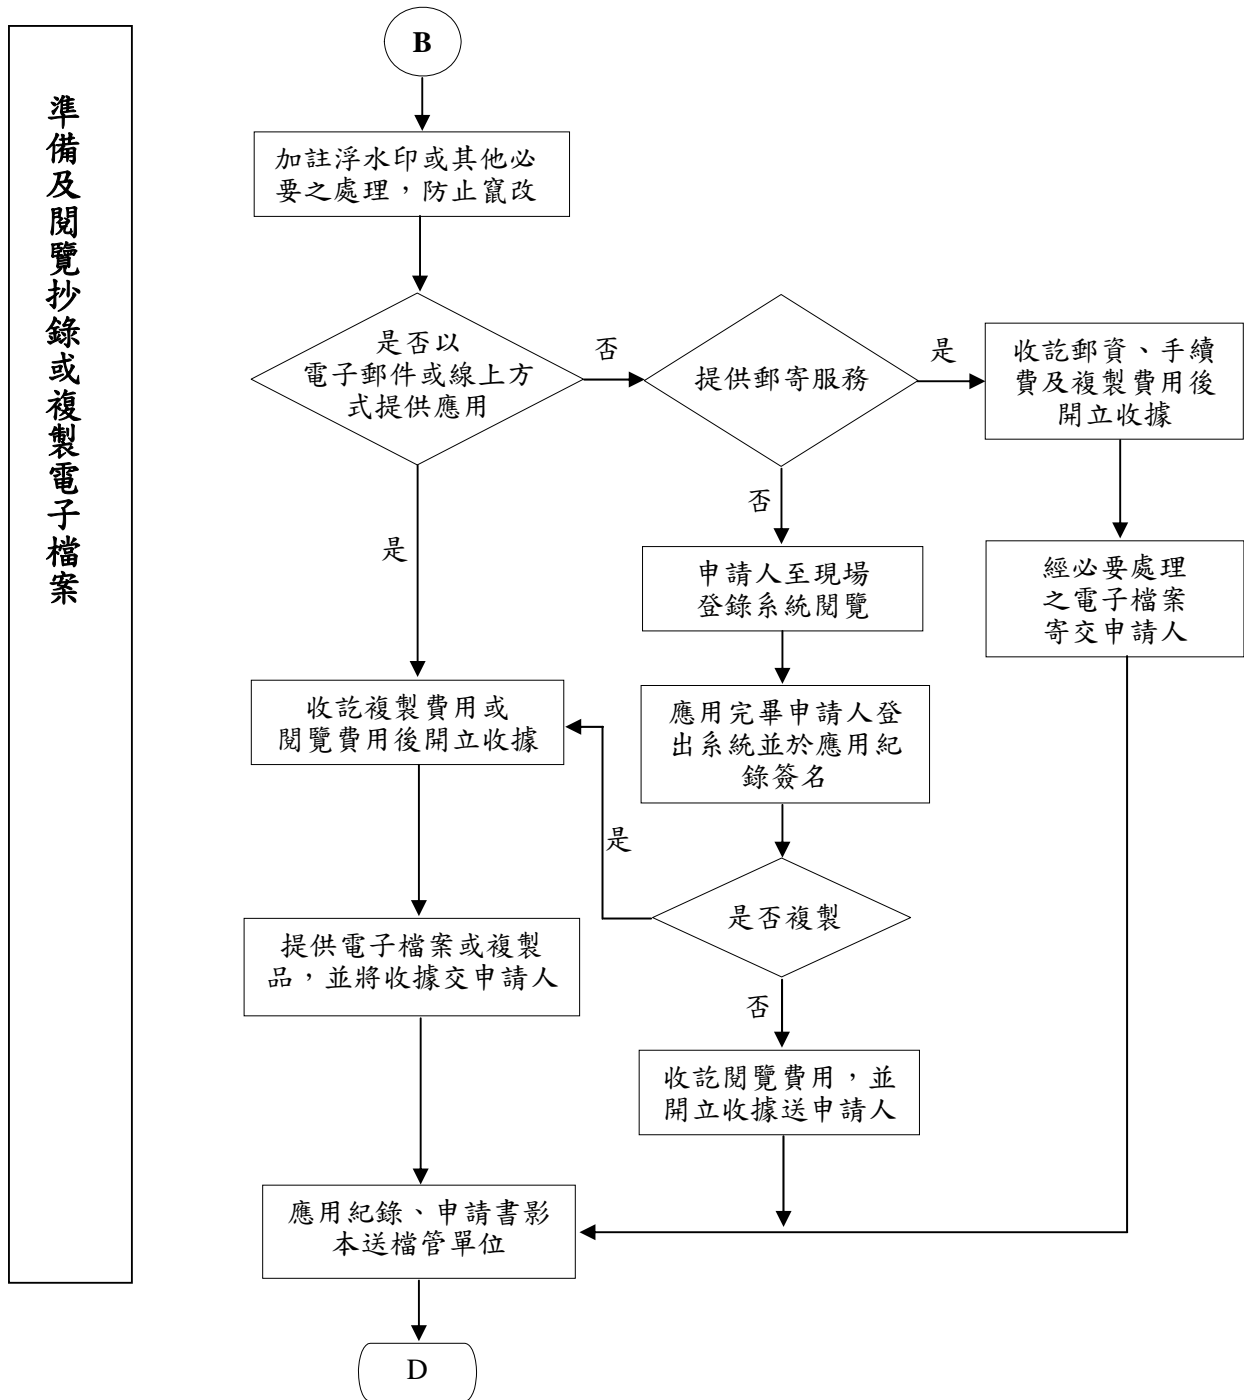 準備及閱覽抄錄或複製電子檔案
B
加註浮水印或其他必
要之處理，防止竄改
是否以
電子郵件或線上方
式提供應用
否
提供郵寄服務
是
收訖郵資、手續
費及複製費用後
開立收據
是
否
申請人至現場
登錄系統閱覽
經必要處理
之電子檔案
寄交申請人
收訖複製費用或
閱覽費用後開立收據
應用完畢申請人登
出系統並於應用紀
錄簽名
是
是否複製
提供電子檔案或複製
品，並將收據交申請人
否
收訖閱覽費用，並
開立收據送申請人
應用紀錄、申請書影
本送檔管單位
D